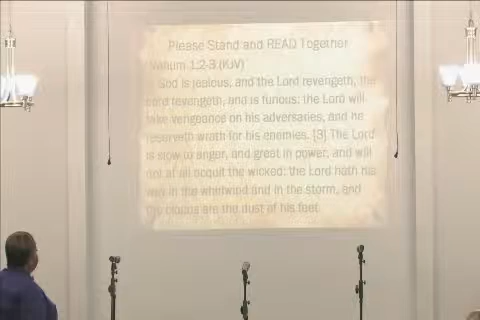 Please Stand and READ Together
Nahum 1:2-3 (KJV)
God is jealous, and the Lord revengeth; the
Lord revengeth, and is furious; the Lord will
take vengeance on his adversaries, and he
reserveth wrath for his enemies. [3] The Lord
is slow to anger, and great in power, and will
not at all acquit the wicked: the Lord hath his
way in the whirlwind and in the storm, and
the clouds are the dust of his feet.